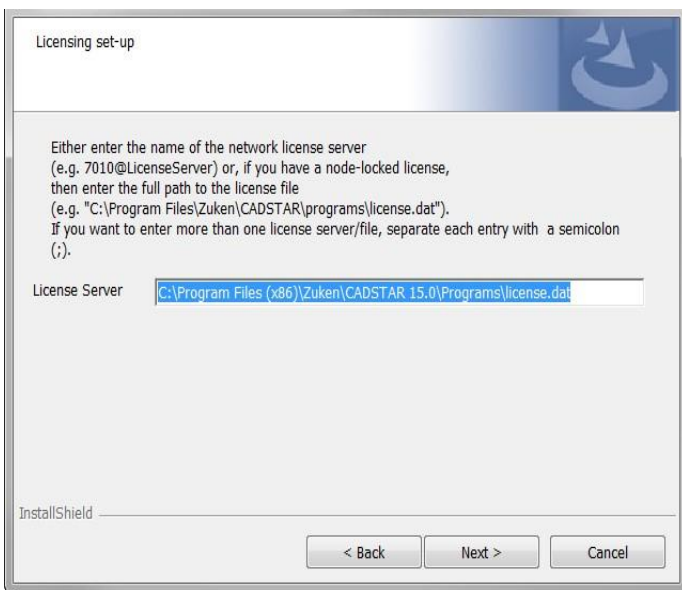 Licensing set-up
Either enter the name of the network license server
(e.g. 7010@LicenseServer) or, if you have a node-locked license,
then enter the full path to the license file
(e.g. "C:\Program Files\Zuken\CADSTAR\programs\license.dat").
If you want to enter more than one license server/file, separate each entry with a semicolon
(;).
License Server C:\Program Files (x86)\Zuken\CADSTAR 15.0\Programs\license.dat
InstallShield
< Back Next > Cancel